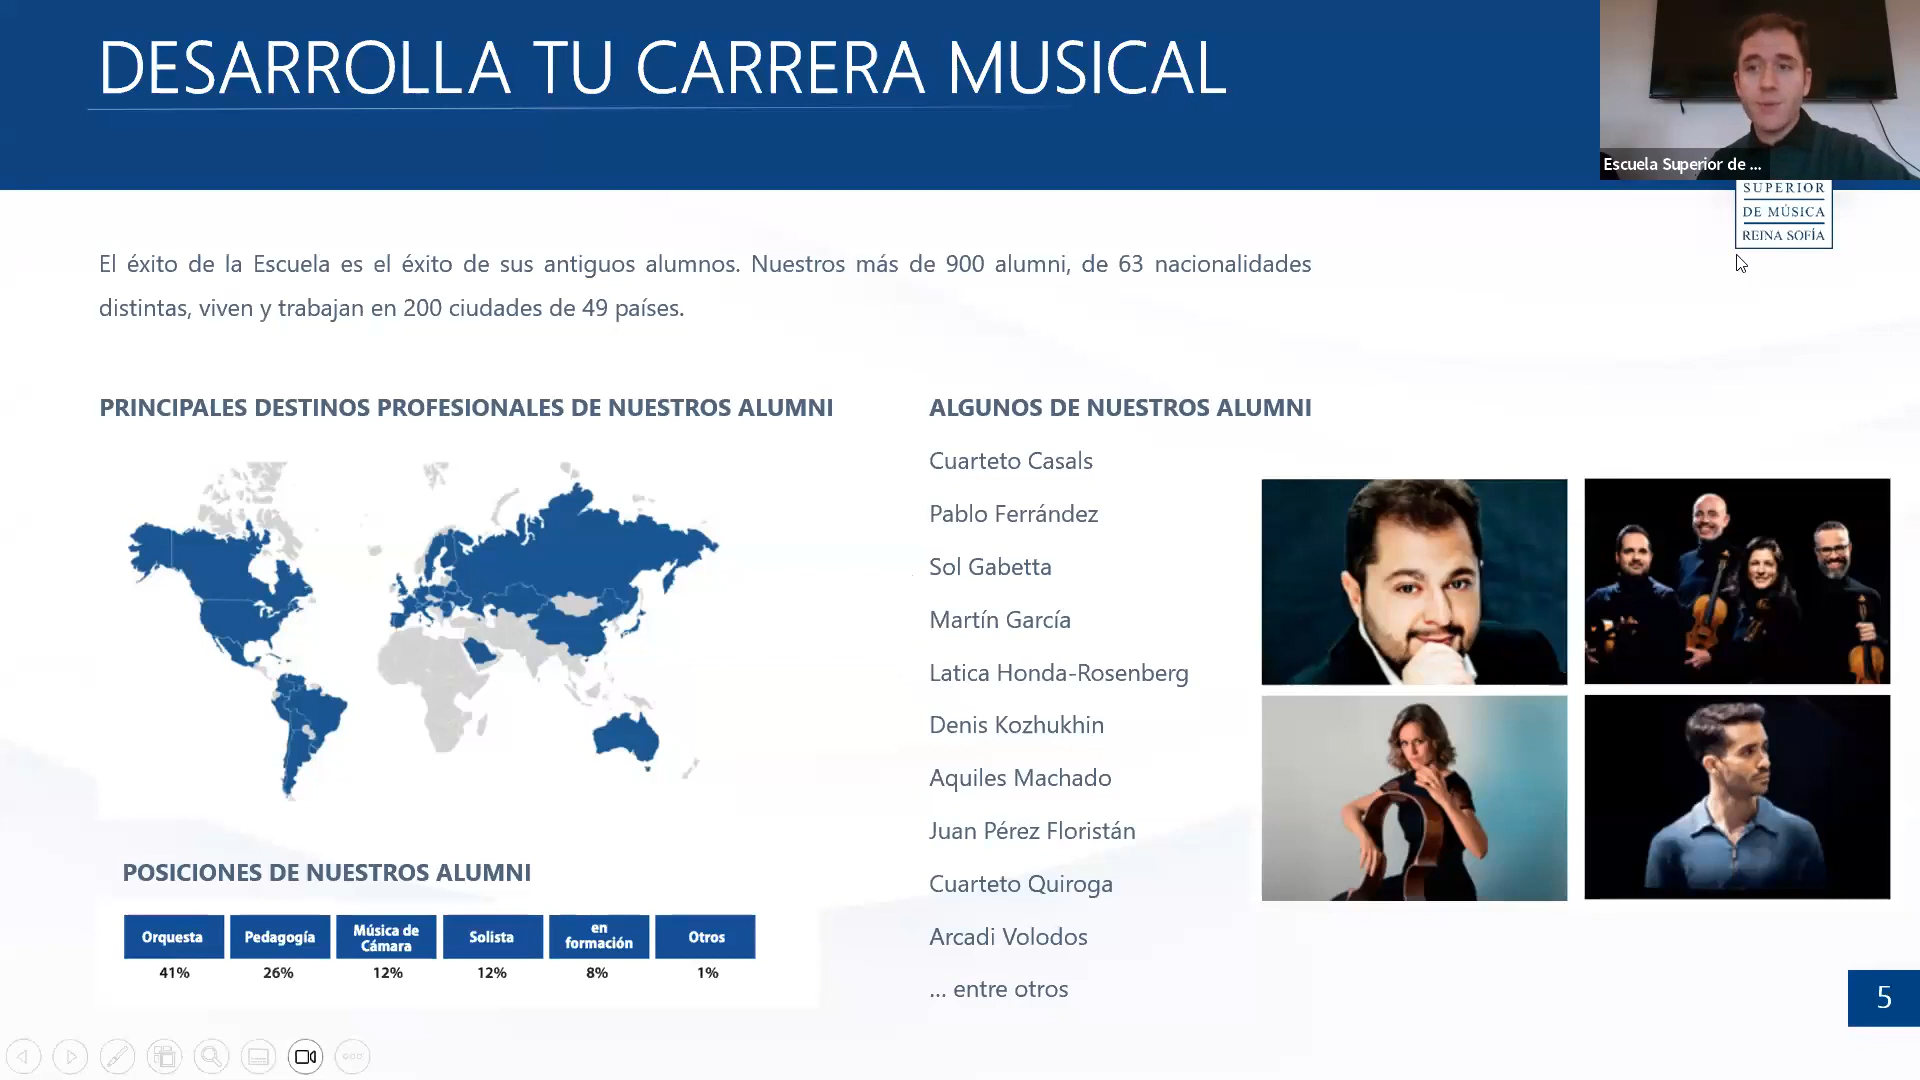 DESARROLLA TU CARRERA MUSICAL
Escuela Superior de ...
SUPERIOR
DE MÚSICA
REINA SOFÍA
El éxito de la Escuela es el éxito de sus antiguos alumnos. Nuestros más de 900 alumni, de 63 nacionalidades
distintas, viven y trabajan en 200 ciudades de 49 países.
PRINCIPALES DESTINOS PROFESIONALES DE NUESTROS ALUMNI
POSICIONES DE NUESTROS ALUMNI
Orquesta
41%
Pedagogía
26%
Música de
Cámara
12%
Solista
12%
en
formación
8%
Otros
1%
ALGUNOS DE NUESTROS ALUMNI
Cuarteto Casals
Pablo Ferrández
Sol Gabetta
Martín García
Latica Honda-Rosenberg
Denis Kozhukhin
Aquiles Machado
Juan Pérez Floristán
Cuarteto Quiroga
Arcadi Volodos
... entre otros
5